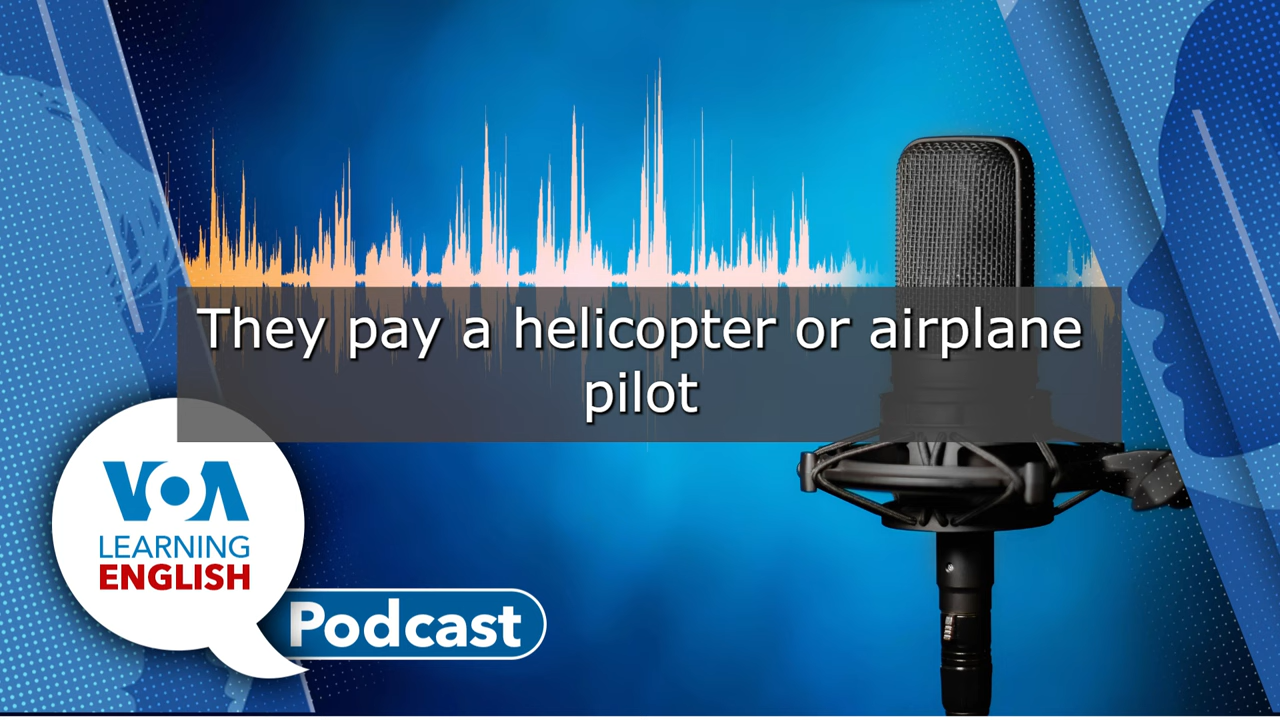 They pay a helicopter or airplane
pilot
VOA
LEARNING
ENGLISH
Podcast